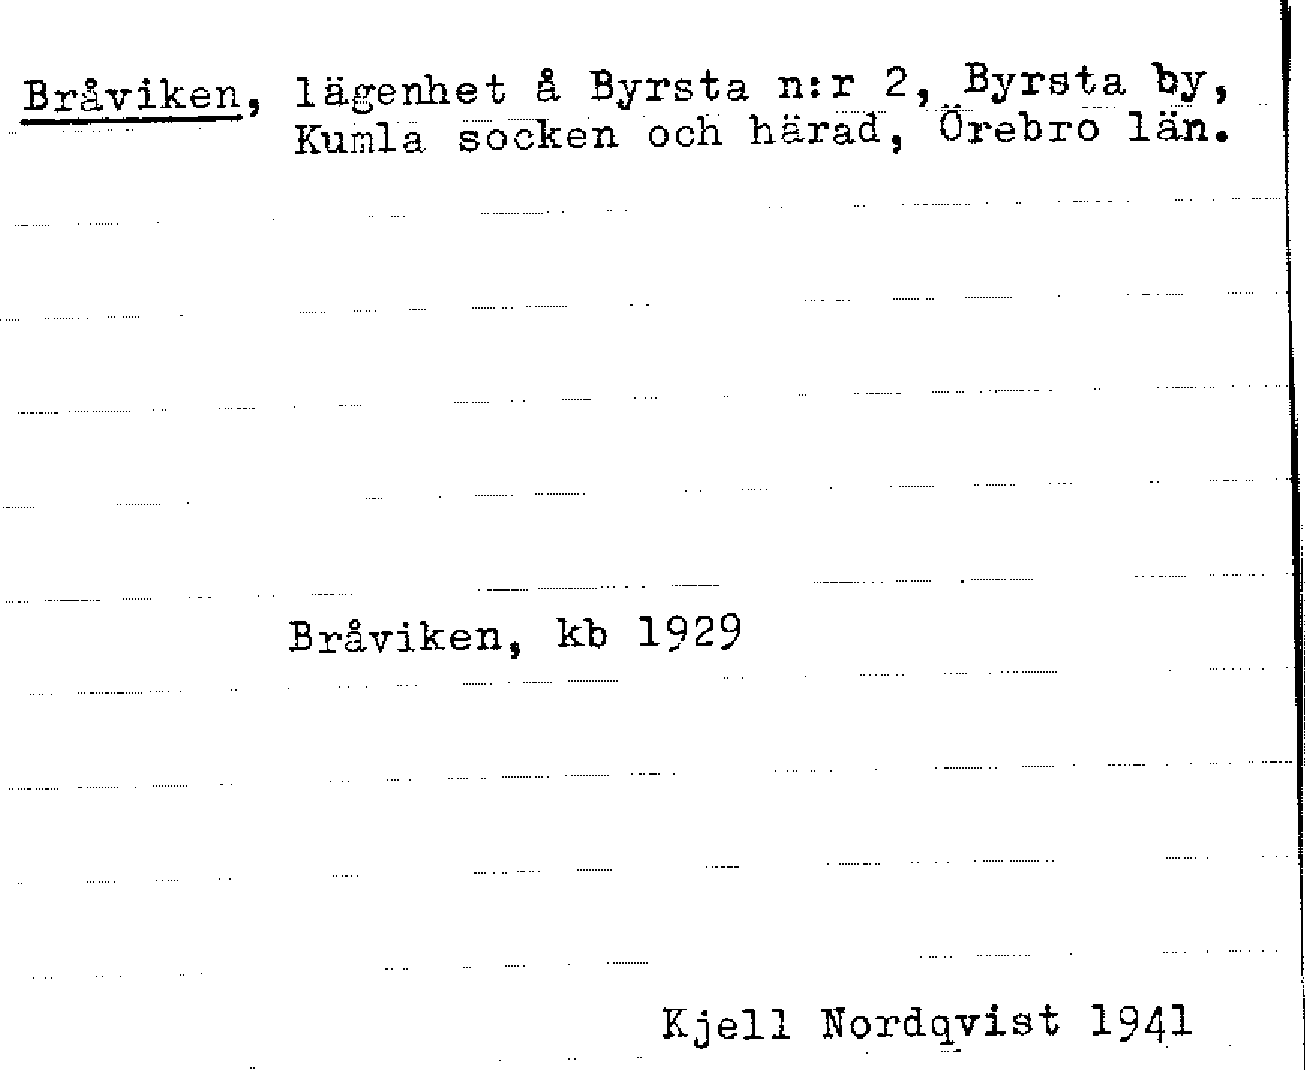 Bråviken, lägenhet å Byrsta n:r 2, Byrsta by,
Kumla socken och härad, Örebro län.
Bråviken, kb 1929
Kjell Nordqvist 1941